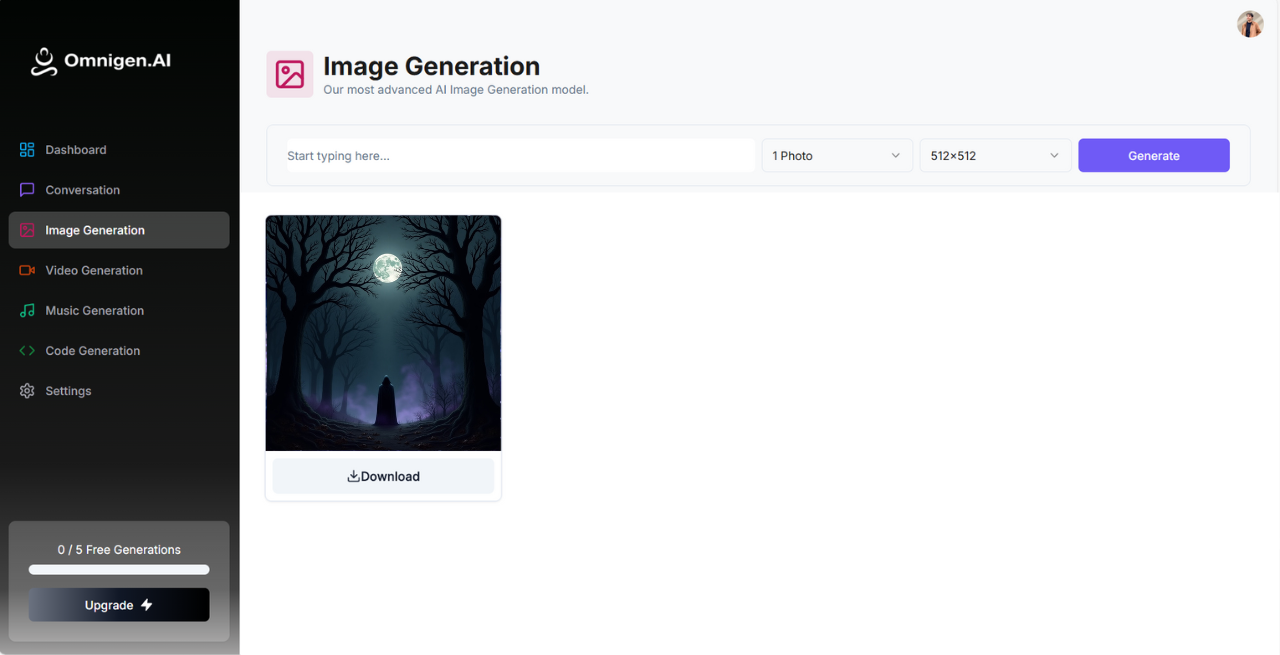 Omnigen.AI
Dashboard
Conversation
Image Generation
Video Generation
Music Generation
Code Generation
Settings
0 / 5 Free Generations
Upgrade
Image Generation
Our most advanced AI Image Generation model.
Start typing here...
1 Photo
512×512
Generate
Download